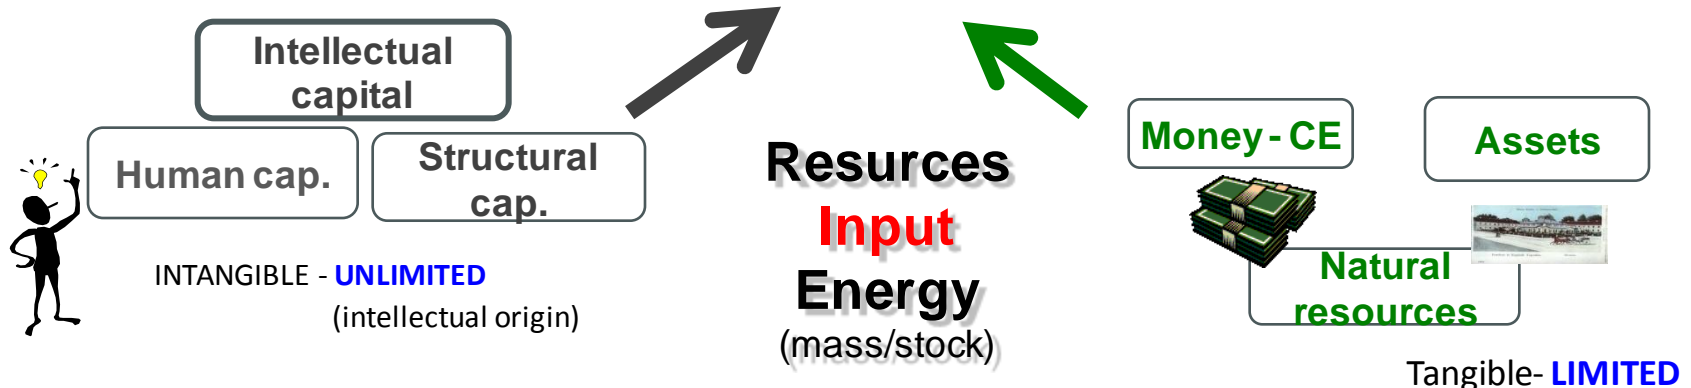 Intellectual
capital
Human cap.
Structural
cap.
INTANGIBLE - UNLIMITED
(intellectual origin)
Resurces
Input
Energy
(mass/stock)
Money - CE
Assets
Natural
resources
Tangible- LIMITED